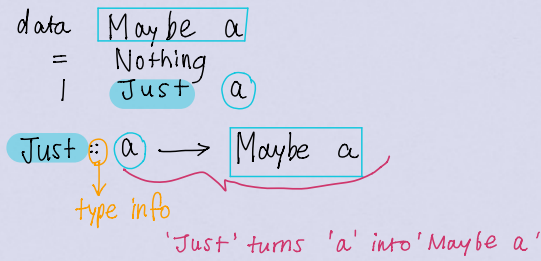 data Maybe a
= Nothing
| Just a
Just :: a → Maybe a
type info
'Just' turns 'a' into 'Maybe a'